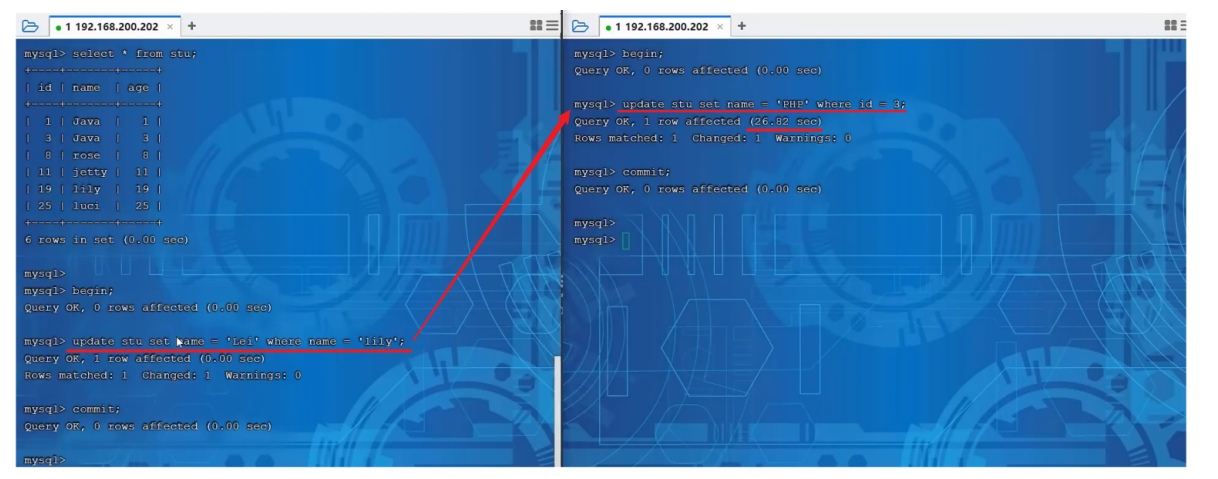 1 192.168.200.202 × +
mysql> select * from stu;
+----+-------+-----+
| id | name | age |
+----+-------+-----+
| 1 | Java | 1 |
| 3 | Java | 3 |
| 8 | rose | 8 |
| 11 | jetty | 11 |
| 19 | lily | 19 |
| 25 | luci | 25 |
+----+-------+-----+
6 rows in set (0.00 sec)
mysql>
mysql> begin;
Query OK, 0 rows affected (0.00 sec)
mysql> update stu set name = 'Lei' where name = 'lily';
Query OK, 1 row affected (0.00 sec)
Rows matched: 1 Changed: 1 Warnings: 0
mysql> commit;
Query OK, 0 rows affected (0.00 sec)
mysql>
1 192.168.200.202 × +
mysql> begin;
Query OK, 0 rows affected (0.00 sec)
mysql> update stu set name = 'PHP' where id = 3;
Query OK, 1 row affected (26.82 sec)
Rows matched: 1 Changed: 1 Warnings: 0
mysql> commit;
Query OK, 0 rows affected (0.00 sec)
mysql>
mysql>